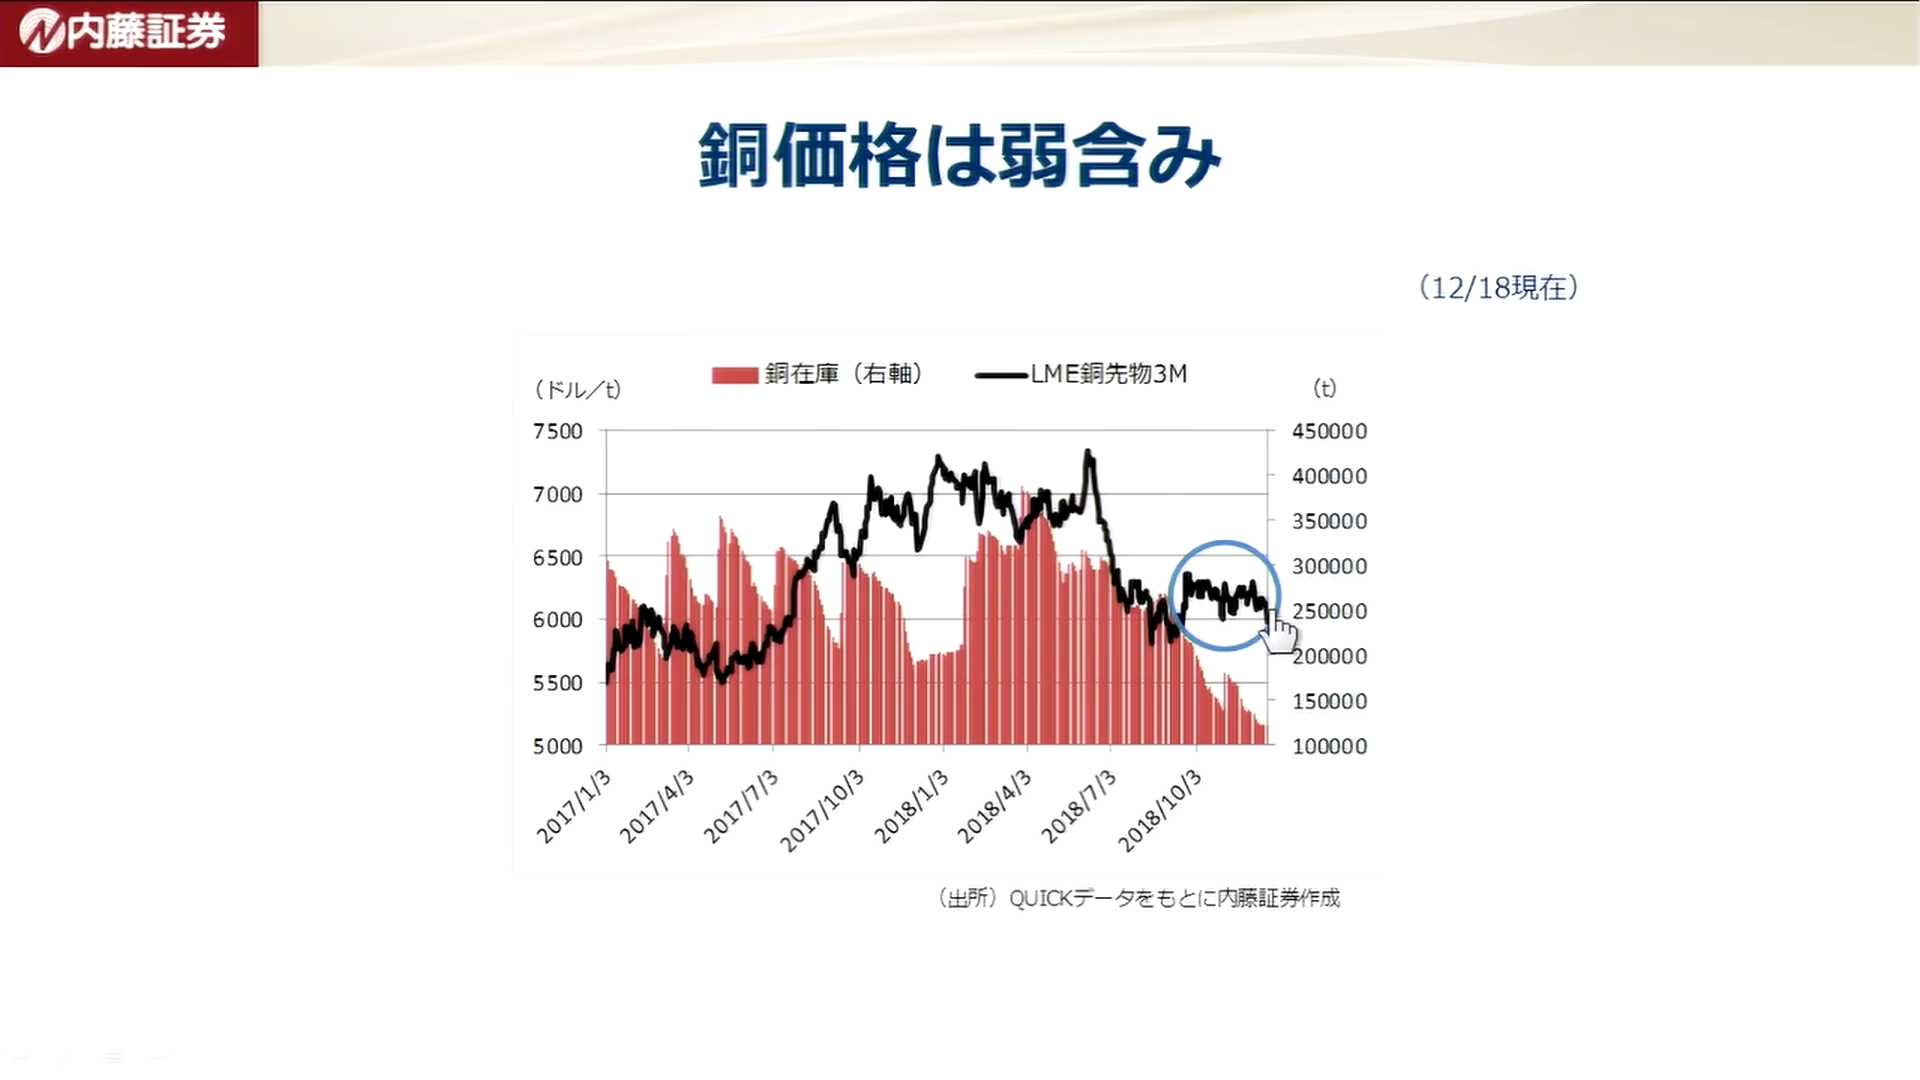 内藤証券
銅価格は弱含み
（12/18現在）
銅在庫（右軸） LME銅先物3M
（ドル／t） （t）
7500 450000
7000 400000
6500 350000
6000 300000
5500 250000
5000 200000
150000
100000
2017/1/3 2017/4/3 2017/7/3 2017/10/3 2018/1/3 2018/4/3 2018/7/3 2018/10/3
（出所）QUICKデータをもとに内藤証券作成